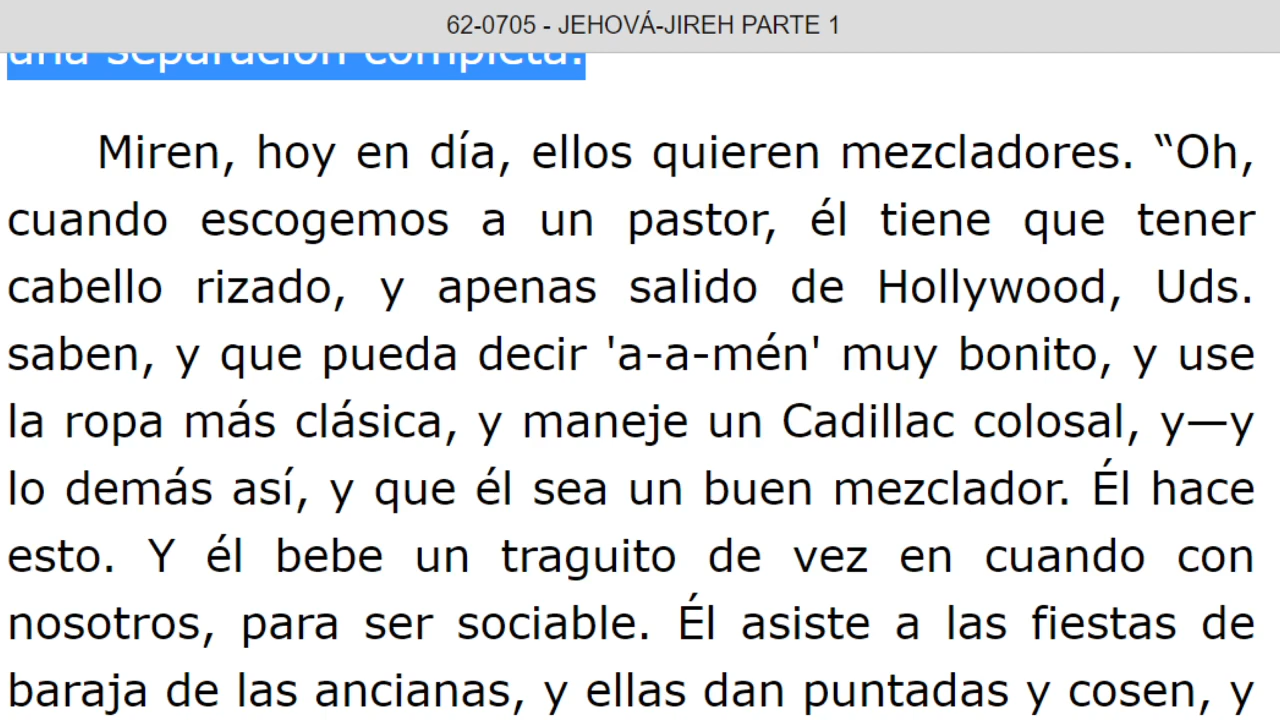 62-0705 - JEHOVÁ-JIREH PARTE 1
una separación completa.
Miren, hoy en día, ellos quieren mezcladores. “Oh,
cuando escogemos a un pastor, él tiene que tener
cabello rizado, y apenas salido de Hollywood, Uds.
saben, y que pueda decir 'a-a-mén' muy bonito, y use
la ropa más clásica, y maneje un Cadillac colosal, y—y
lo demás así, y que él sea un buen mezclador. Él hace
esto. Y él bebe un traguito de vez en cuando con
nosotros, para ser sociable. Él asiste a las fiestas de
baraja de las ancianas, y ellas dan puntadas y cosen, y